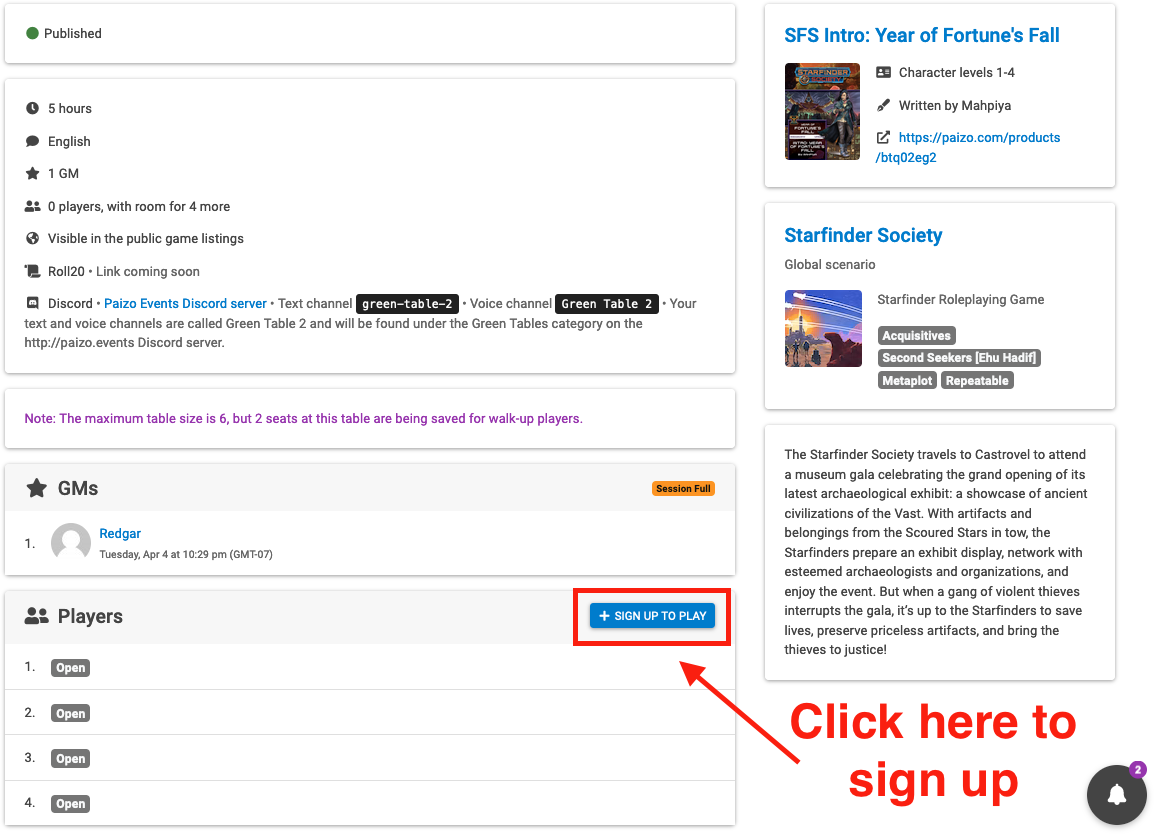 Published
5 hours
English
1 GM
0 players, with room for 4 more
Visible in the public game listings
Roll20 • Link coming soon
Discord • Paizo Events Discord server • Text channel green-table-2 • Voice channel Green Table 2 • Your
text and voice channels are called Green Table 2 and will be found under the Green Tables category on the
http://paizo.events Discord server.
Note: The maximum table size is 6, but 2 seats at this table are being saved for walk-up players.
GMs
Session Full
1.
Redgar
Tuesday, Apr 4 at 10:29 pm (GMT-07)
Players
+ SIGN UP TO PLAY
1. Open
2. Open
3. Open
4. Open
SFS Intro: Year of Fortune's Fall
STARFINDER
SOCIETY
YEAR OF
FORTUNE'S
FALL
INTRO: YEAR OF
FORTUNE'S FALL
Character levels 1-4
Written by Mahpiya
https://paizo.com/products
/btq02eg2
Starfinder Society
Global scenario
Starfinder Roleplaying Game
Acquisitives
Second Seekers [Ehu Hadif]
Metaplot Repeatable
The Starfinder Society travels to Castrovel to attend
a museum gala celebrating the grand opening of its
latest archaeological exhibit: a showcase of ancient
civilizations of the Vast. With artifacts and
belongings from the Scoured Stars in tow, the
Starfinders prepare an exhibit display, network with
esteemed archaeologists and organizations, and
enjoy the event. But when a gang of violent thieves
interrupts the gala, it’s up to the Starfinders to save
lives, preserve priceless artifacts, and bring the
thieves to justice!
Click here to
sign up
2